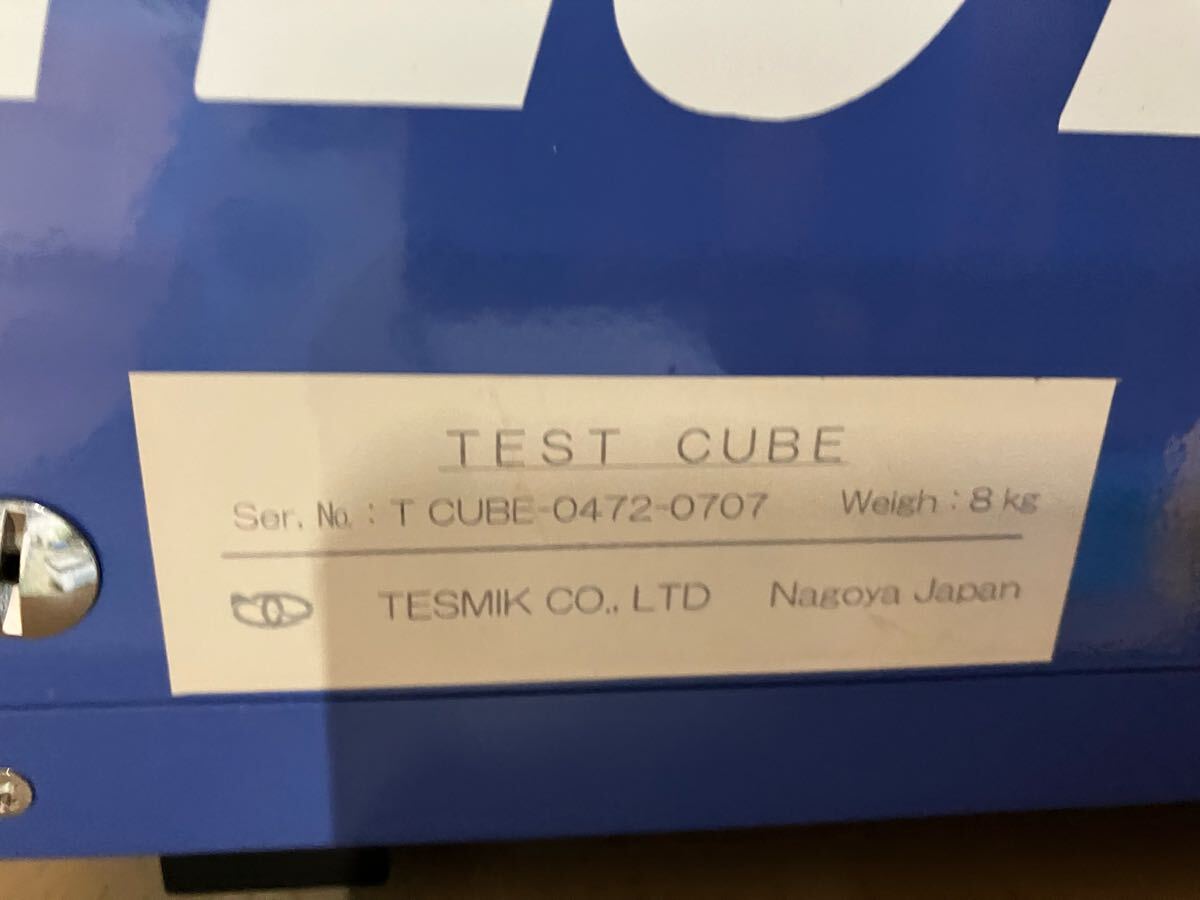 TEST CUBE
Ser. No. : T CUBE-0472-0707 Weigh : 8 kg
TESMIK CO., LTD Nagoya Japan